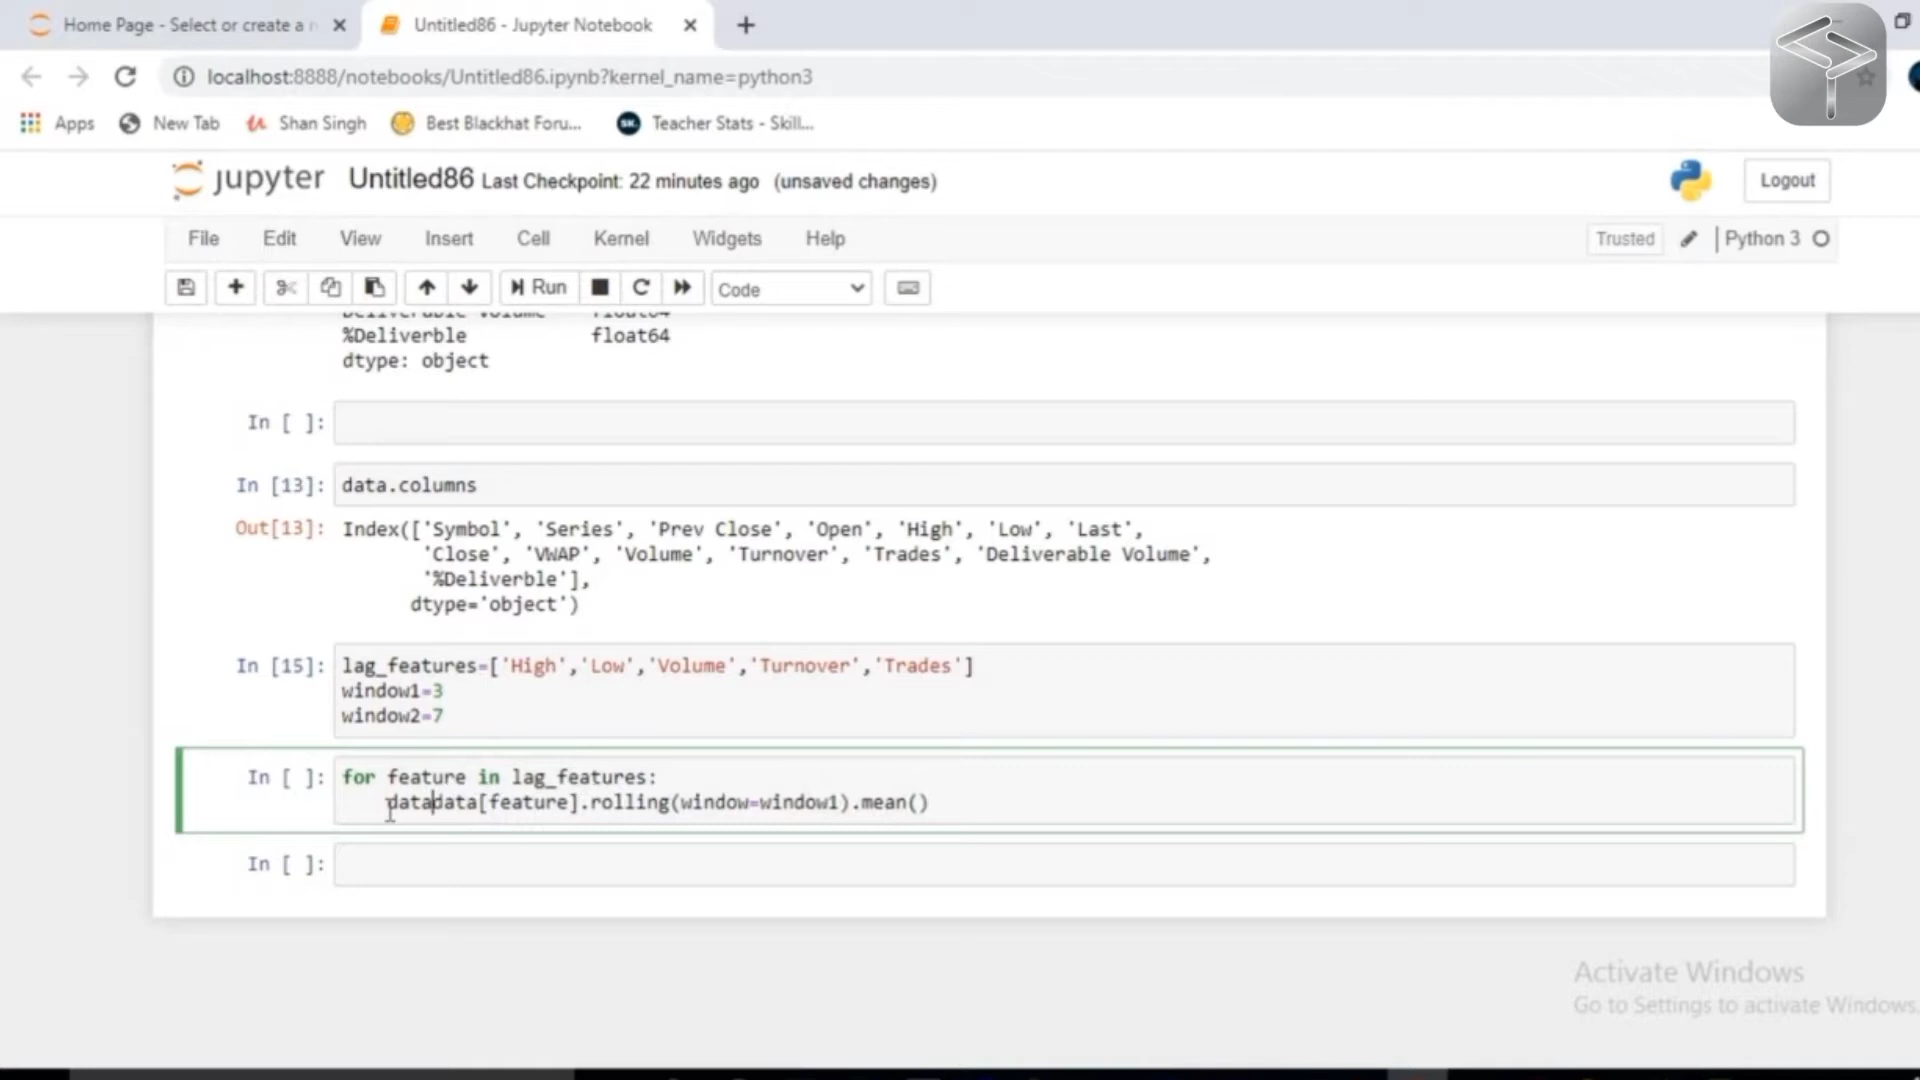 Home Page - Select or create a n
Untitled86 - Jupyter Notebook
localhost:8888/notebooks/Untitled86.ipynb?kernel_name=python3
Apps
New Tab
Shan Singh
Best Blackhat Foru...
SK.
Teacher Stats - Skill...
jupyter Untitled86 Last Checkpoint: 22 minutes ago (unsaved changes)
Logout
File Edit View Insert Cell Kernel Widgets Help
Trusted
Python 3
Run
Code
Deliverable Volume float64
%Deliverble float64
dtype: object
In [ ]:
In [13]: data.columns
Out[13]: Index(['Symbol', 'Series', 'Prev Close', 'Open', 'High', 'Low', 'Last',
'Close', 'VWAP', 'Volume', 'Turnover', 'Trades', 'Deliverable Volume',
'%Deliverble'],
dtype='object')
In [15]: lag_features=['High','Low','Volume','Turnover','Trades']
window1=3
window2=7
In [ ]: for feature in lag_features:
datadata[feature].rolling(window=window1).mean()
In [ ]:
Activate Windows
Go to Settings to activate Windows.